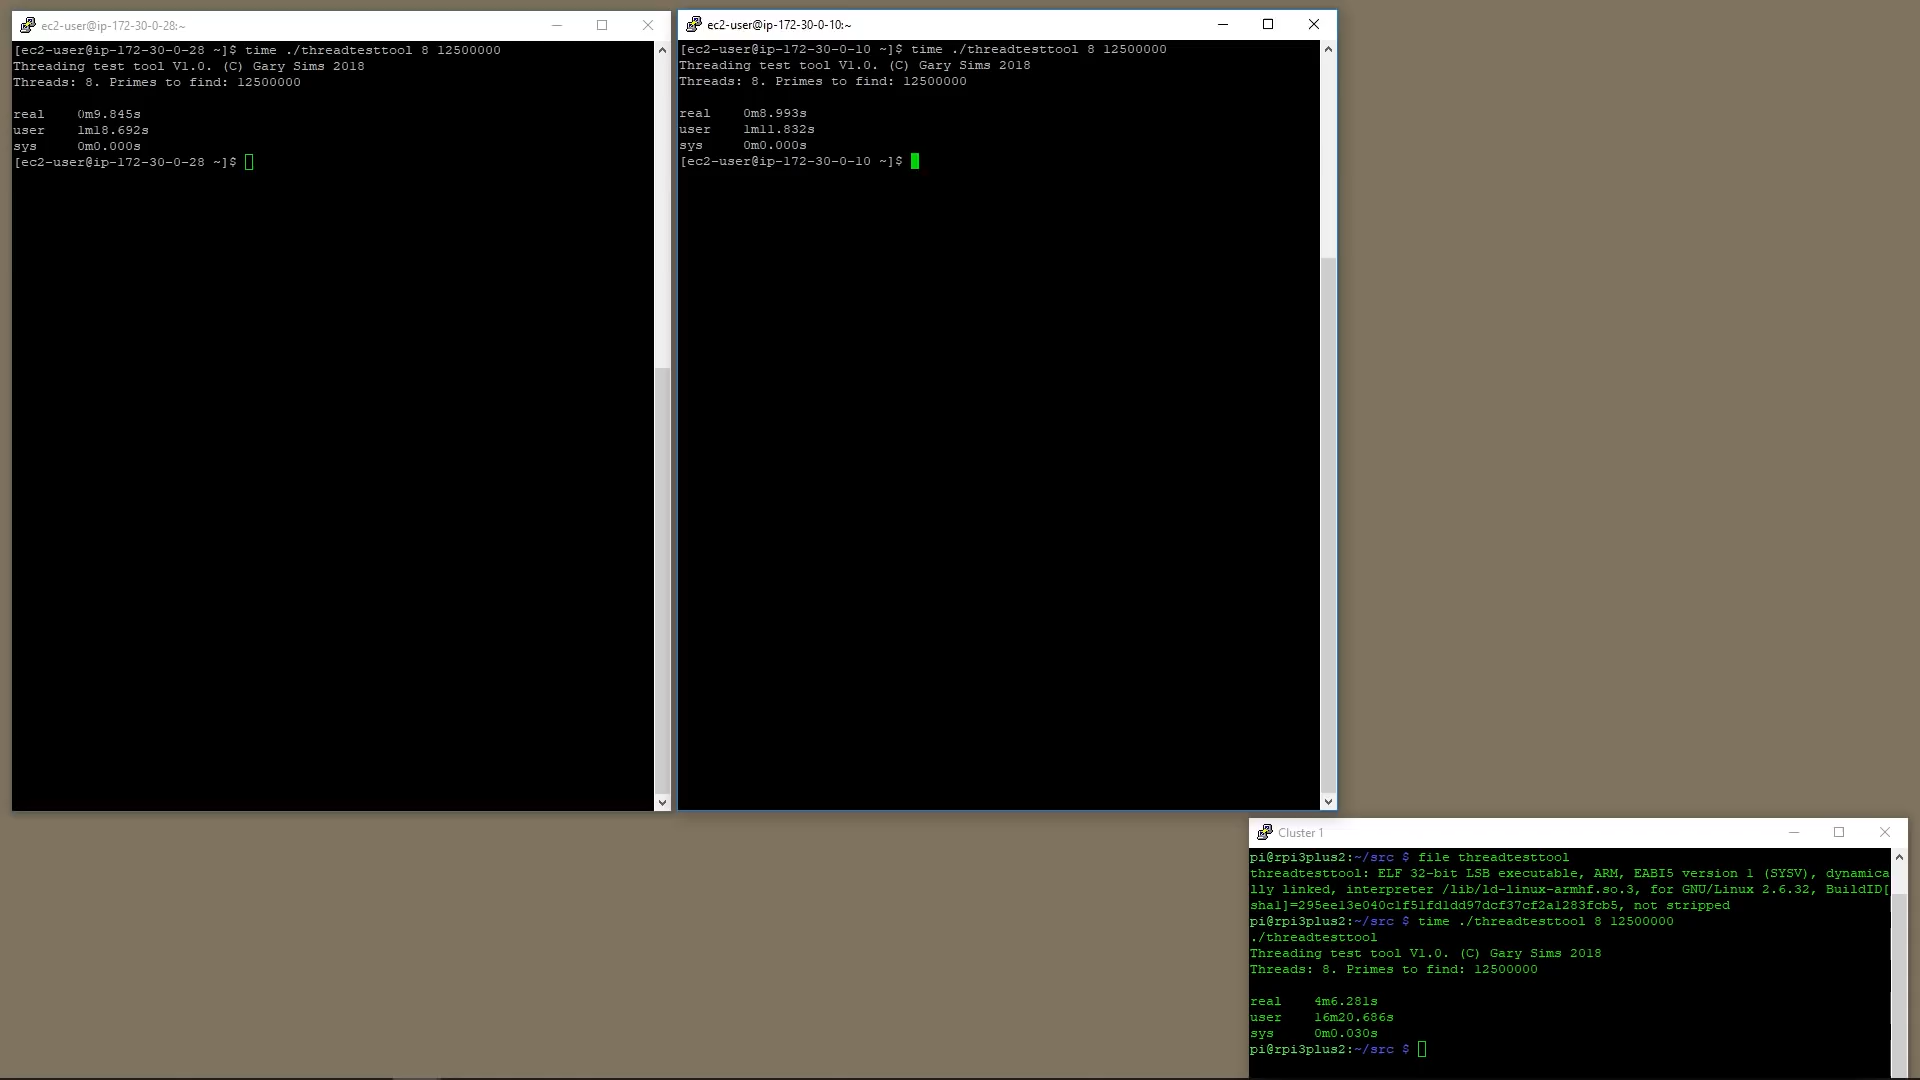 ec2-user@ip-172-30-0-28:~
[ec2-user@ip-172-30-0-28 ~]$ time ./threadtesttool 8 12500000
Threading test tool V1.0. (C) Gary Sims 2018
Threads: 8. Primes to find: 12500000
real 0m9.845s
user 1m18.692s
sys 0m0.000s
[ec2-user@ip-172-30-0-28 ~]$
ec2-user@ip-172-30-0-10:~
[ec2-user@ip-172-30-0-10 ~]$ time ./threadtesttool 8 12500000
Threading test tool V1.0. (C) Gary Sims 2018
Threads: 8. Primes to find: 12500000
real 0m8.993s
user 1m11.832s
sys 0m0.000s
[ec2-user@ip-172-30-0-10 ~]$
Cluster 1
pi@rpi3plus2:~/src $ file threadtesttool
threadtesttool: ELF 32-bit LSB executable, ARM, EABI5 version 1 (SYSV), dynamica
lly linked, interpreter /lib/ld-linux-armhf.so.3, for GNU/Linux 2.6.32, BuildID[
sha1]=295ee13e040c1f51fd1dd97dcf37cf2a1283fcb5, not stripped
pi@rpi3plus2:~/src $ time ./threadtesttool 8 12500000
./threadtesttool
Threading test tool V1.0. (C) Gary Sims 2018
Threads: 8. Primes to find: 12500000
real 4m6.281s
user 16m20.686s
sys 0m0.030s
pi@rpi3plus2:~/src $